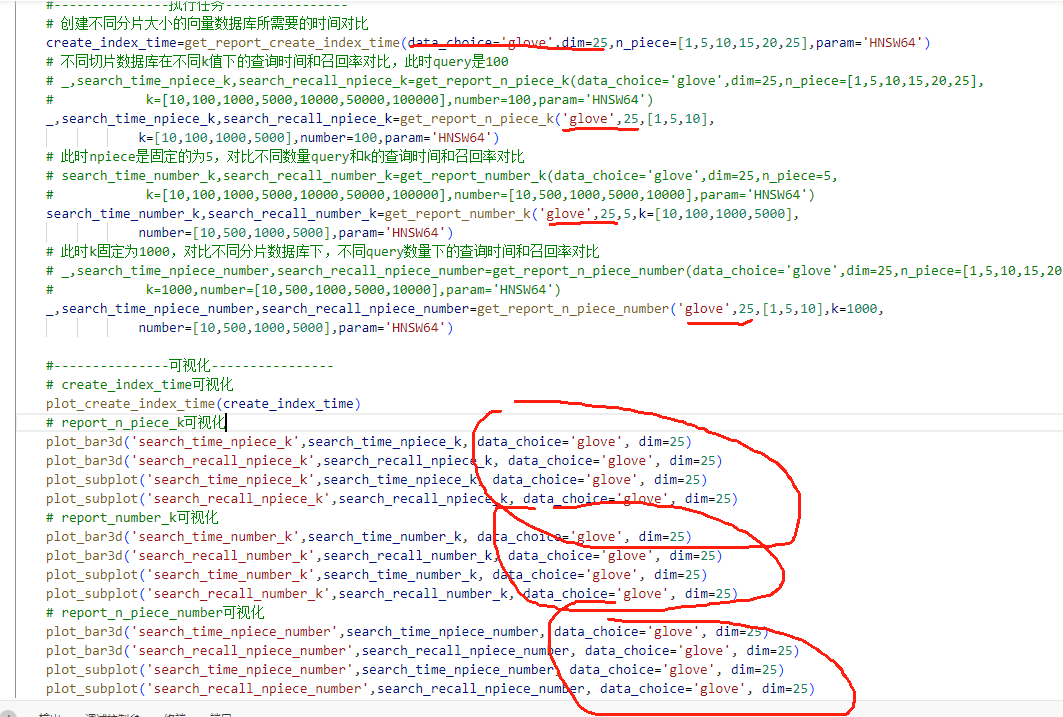 #---------------执行任务----------------
# 创建不同分片大小的向量数据库所需要的时间对比
create_index_time=get_report_create_index_time(data_choice='glove',dim=25,n_piece=[1,5,10,15,20,25],param='HNSW64')
# 不同切片数据库在不同k值下的查询时间和召回率对比，此时query是100
# _,search_time_npiece_k,search_recall_npiece_k=get_report_n_piece_k(data_choice='glove',dim=25,n_piece=[1,5,10,15,20,25],
# k=[10,100,1000,5000,10000,50000,100000],number=100,param='HNSW64')
_,search_time_npiece_k,search_recall_npiece_k=get_report_n_piece_k('glove',25,[1,5,10],
k=[10,100,1000,5000],number=100,param='HNSW64')
# 此时npiece是固定的为5，对比不同数量query和k的查询时间和召回率对比
# search_time_number_k,search_recall_number_k=get_report_number_k(data_choice='glove',dim=25,n_piece=5,
# k=[10,100,1000,5000,10000,50000,100000],number=[10,500,1000,5000,10000],param='HNSW64')
search_time_number_k,search_recall_number_k=get_report_number_k('glove',25,5,k=[10,100,1000,5000],
number=[10,500,1000,5000],param='HNSW64')
# 此时k固定为1000，对比不同分片数据库下，不同query数量下的查询时间和召回率对比
# _,search_time_npiece_number,search_recall_npiece_number=get_report_n_piece_number(data_choice='glove',dim=25,n_piece=[1,5,10,15,20
# k=1000,number=[10,500,1000,5000,10000],param='HNSW64')
_,search_time_npiece_number,search_recall_npiece_number=get_report_n_piece_number('glove',25,[1,5,10],k=1000,
number=[10,500,1000,5000],param='HNSW64')
#---------------可视化----------------
# create_index_time可视化
plot_create_index_time(create_index_time)
# report_n_piece_k可视化
plot_bar3d('search_time_npiece_k',search_time_npiece_k, data_choice='glove', dim=25)
plot_bar3d('search_recall_npiece_k',search_recall_npiece_k, data_choice='glove', dim=25)
plot_subplot('search_time_npiece_k',search_time_npiece_k, data_choice='glove', dim=25)
plot_subplot('search_recall_npiece_k',search_recall_npiece_k, data_choice='glove', dim=25)
# report_number_k可视化
plot_bar3d('search_time_number_k',search_time_number_k, data_choice='glove', dim=25)
plot_bar3d('search_recall_number_k',search_recall_number_k, data_choice='glove', dim=25)
plot_subplot('search_time_number_k',search_time_number_k, data_choice='glove', dim=25)
plot_subplot('search_recall_number_k',search_recall_number_k, data_choice='glove', dim=25)
# report_n_piece_number可视化
plot_bar3d('search_time_npiece_number',search_time_npiece_number, data_choice='glove', dim=25)
plot_bar3d('search_recall_npiece_number',search_recall_npiece_number, data_choice='glove', dim=25)
plot_subplot('search_time_npiece_number',search_time_npiece_number, data_choice='glove', dim=25)
plot_subplot('search_recall_npiece_number',search_recall_npiece_number, data_choice='glove', dim=25)